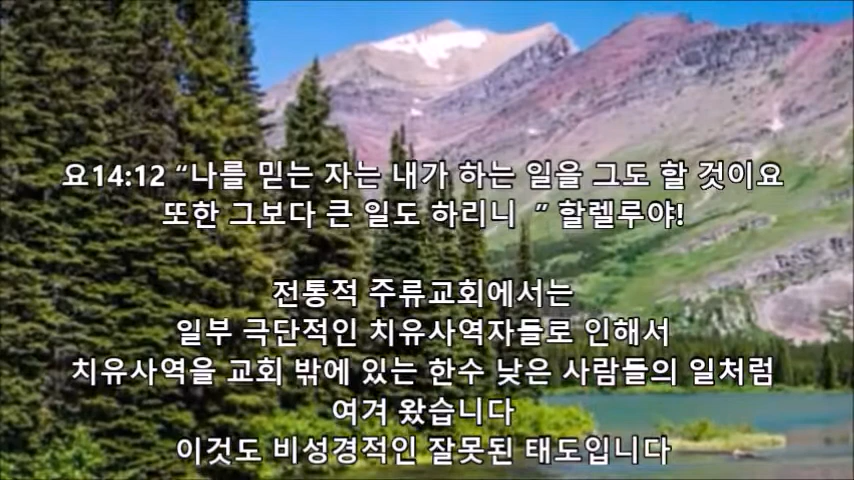 요14:12 “나를 믿는 자는 내가 하는 일을 그도 할 것이요
또한 그보다 큰 일도 하리니 ” 할렐루야!
전통적 주류교회에서는
일부 극단적인 치유사역자들로 인해서
치유사역을 교회 밖에 있는 한수 낮은 사람들의 일처럼
여겨 왔습니다
이것도 비성경적인 잘못된 태도입니다